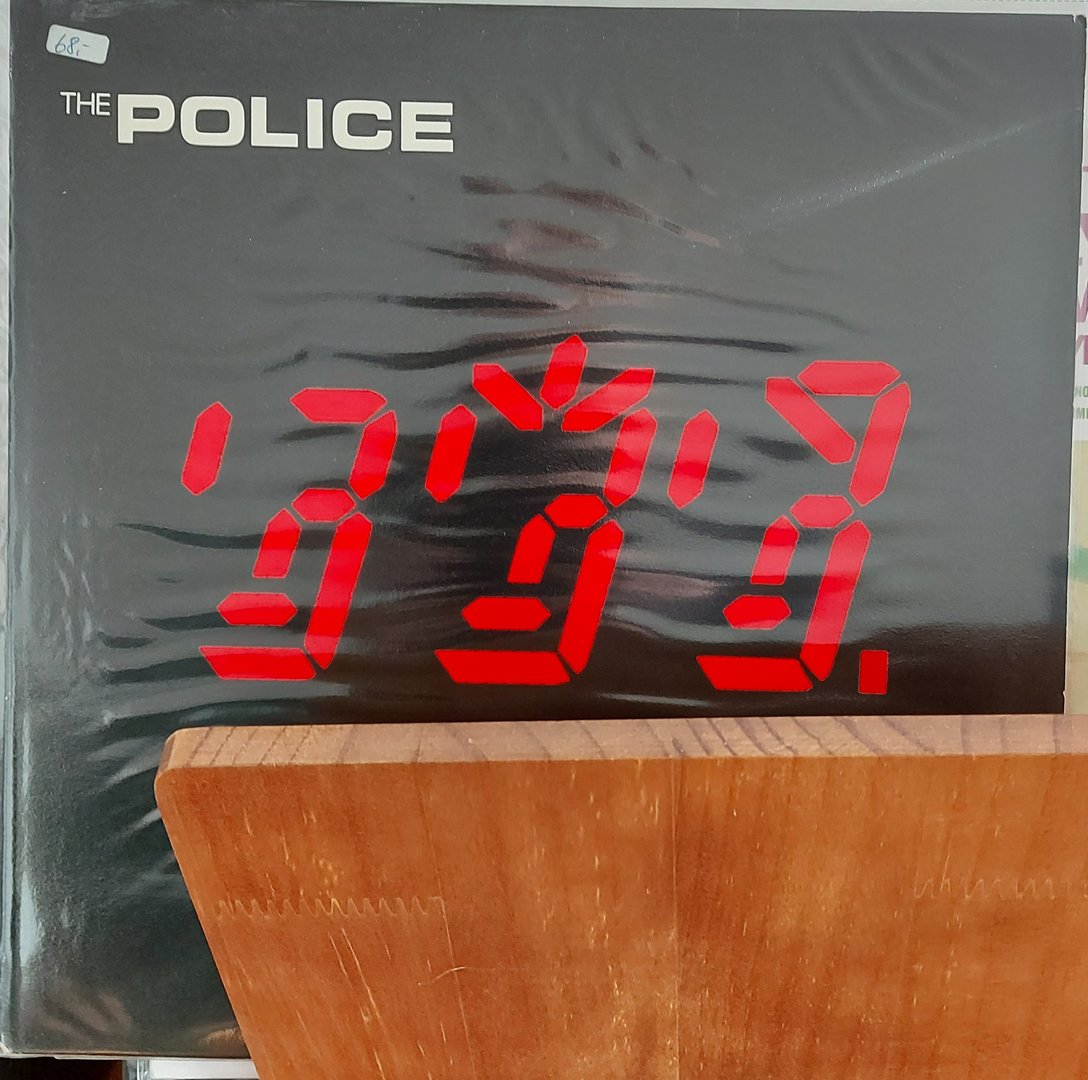 68,-
THE POLICE